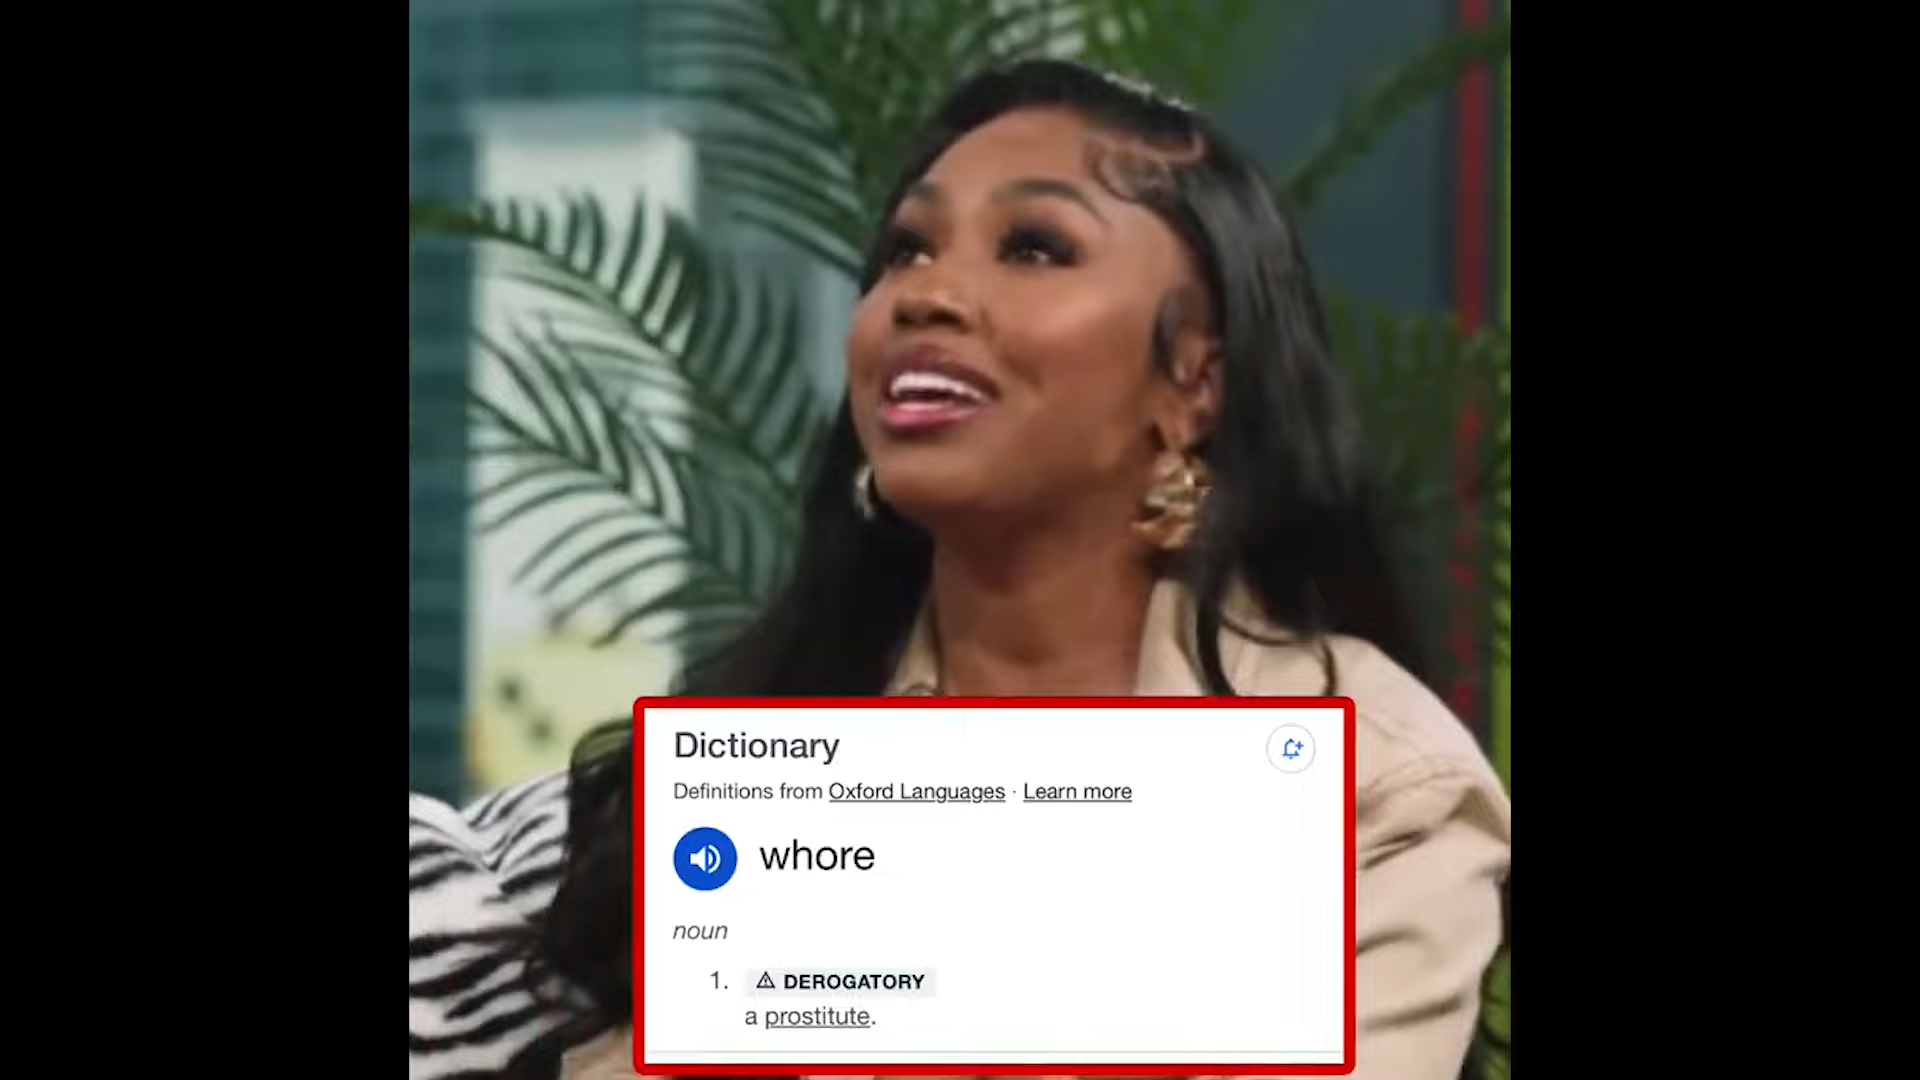 Dictionary
Definitions from Oxford Languages · Learn more
whore
noun
1. ⚠ DEROGATORY
a prostitute.